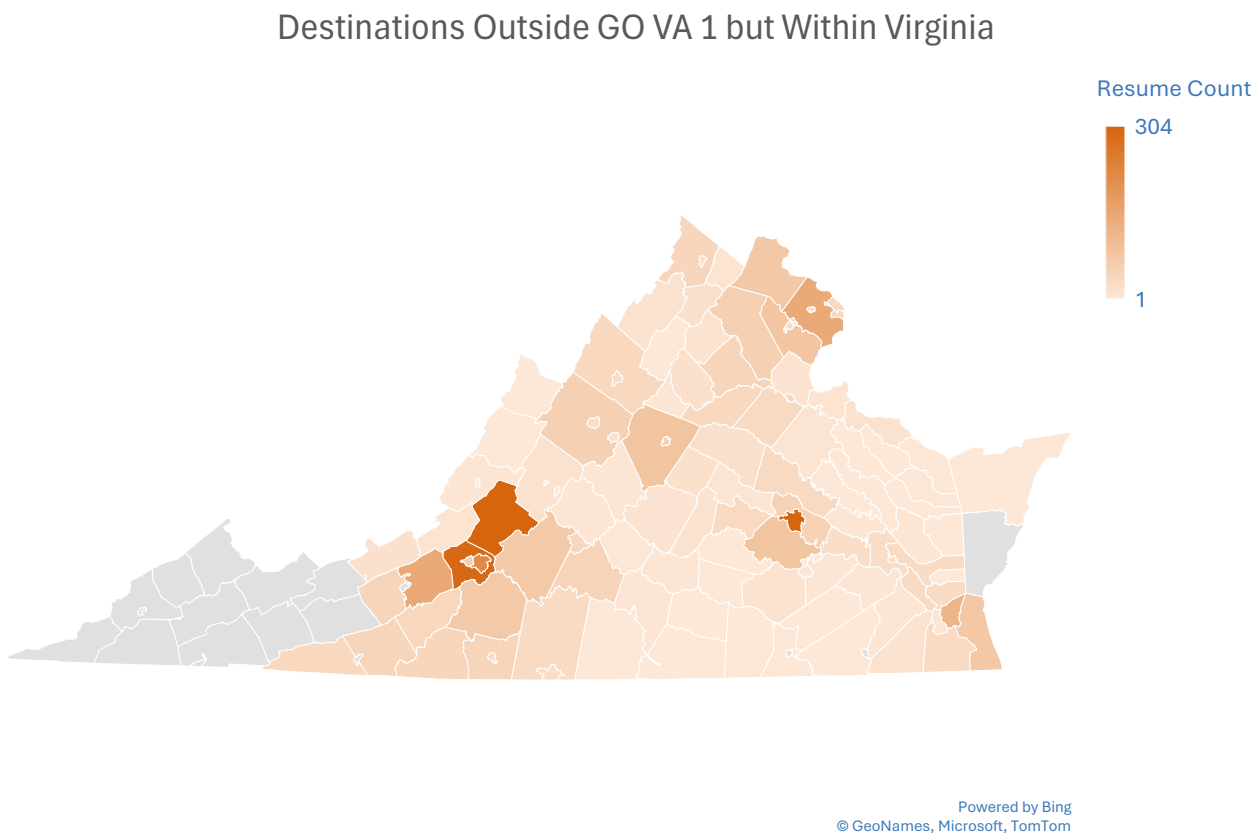 Destinations Outside GO VA 1 but Within Virginia
Resume Count
304
1
Powered by Bing
© GeoNames, Microsoft, TomTom